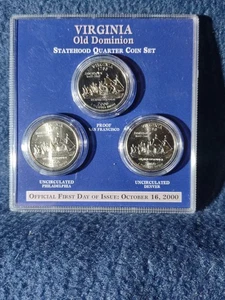 VIRGINIA
Old Dominion
STATEHOOD QUARTER COIN SET
PROOF
SAN FRANCISCO
UNCIRCULATED
PHILADELPHIA
UNCIRCULATED
DENVER
OFFICIAL FIRST DAY OF ISSUE: OCTOBER 16, 2000